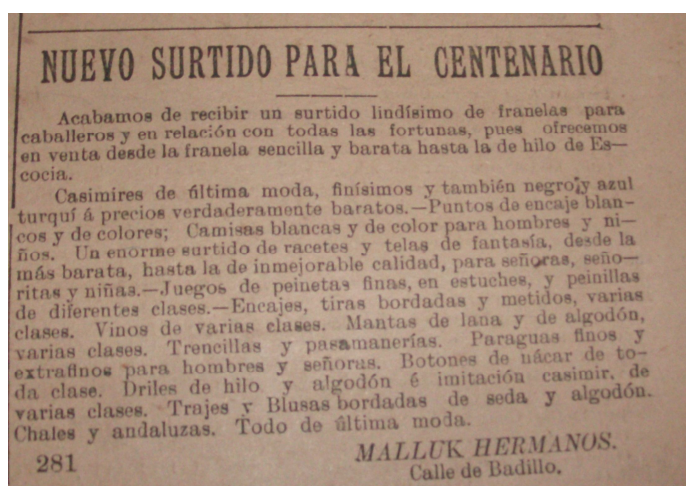 NUEVO SURTIDO PARA EL CENTENARIO
Acabamos de recibir un surtido lindísimo de franelas para
caballeros y en relación con todas las fortunas, pues ofrecemos
en venta desde la franela sencilla y barata hasta la de hilo de Es—
cocia.
Casimires de última moda, finísimos y también negro y azul
turquí á precios verdaderamente baratos.—Puntos de encaje blan-
cos y de colores; Camisas blancas y de color para hombres y ni-
ños. Un enorme surtido de racetes y telas de fantasía, desde la
más barata, hasta la de inmejorable calidad, para señoras, seño-
ritas y niñas.—Juegos de peinetas finas, en estuches, y peinillas
de diferentes clases.—Encajes, tiras bordadas y metidos, varias
clases. Vinos de varias clases. Mantas de lana y de algodón,
varias clases. Trencillas y pasamanerías. Paraguas finos y
extrafinos para hombres y señoras. Botones de nácar de to-
da clase. Driles de hilo y algodón é imitación casimir, de
varias clases. Trajes y Blusas bordadas de seda y algodón.
Chales y andaluzas. Todo de última moda.
MALLUK HERMANOS.
281 Calle de Badillo.